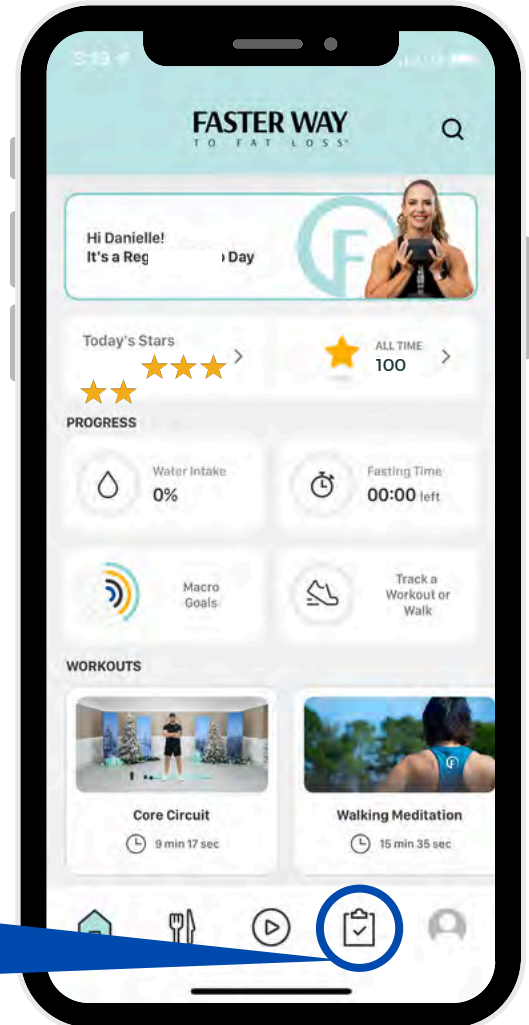 FASTER WAY
TO FAT LOSS®
Hi Danielle!
It's a Reg Day
Today's Stars
ALL TIME
100
PROGRESS
Water Intake
0%
Fasting Time
00:00 left
Macro
Goals
Track a
Workout or
Walk
WORKOUTS
Core Circuit
9 min 17 sec
Walking Meditation
15 min 35 sec